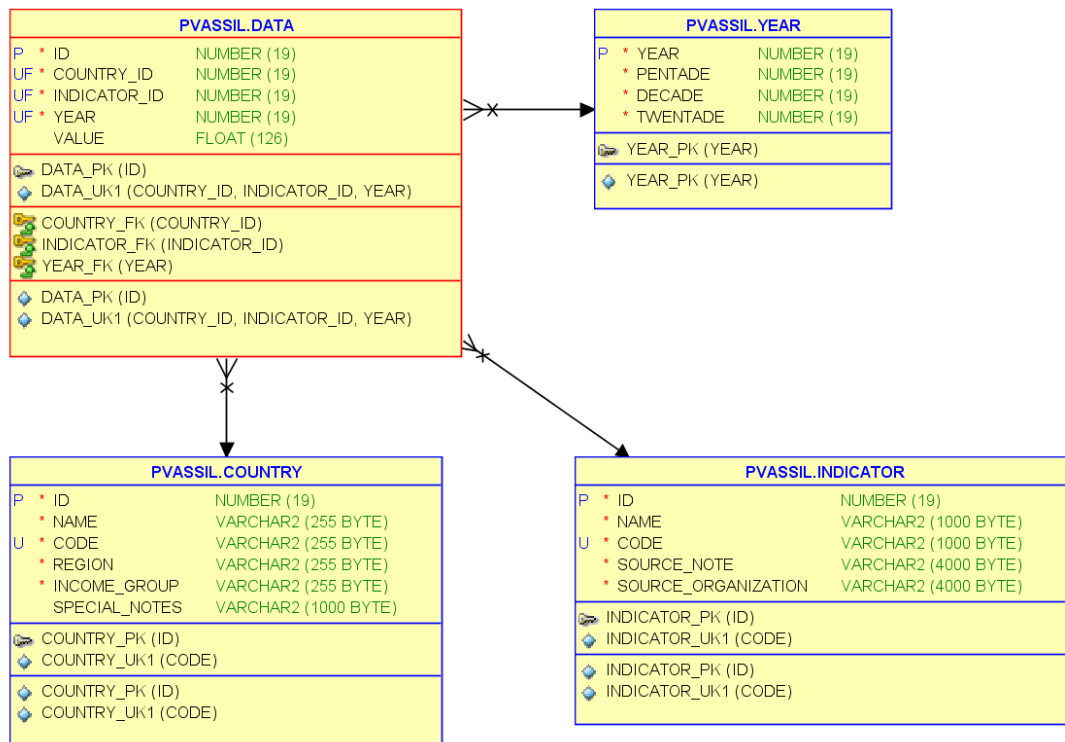 PVASSIL.DATA
P * ID NUMBER (19)
UF * COUNTRY_ID NUMBER (19)
UF * INDICATOR_ID NUMBER (19)
UF * YEAR NUMBER (19)
VALUE FLOAT (126)
DATA_PK (ID)
DATA_UK1 (COUNTRY_ID, INDICATOR_ID, YEAR)
COUNTRY_FK (COUNTRY_ID)
INDICATOR_FK (INDICATOR_ID)
YEAR_FK (YEAR)
DATA_PK (ID)
DATA_UK1 (COUNTRY_ID, INDICATOR_ID, YEAR)
PVASSIL.YEAR
P * YEAR NUMBER (19)
* PENTADE NUMBER (19)
* DECADE NUMBER (19)
* TWENTADE NUMBER (19)
YEAR_PK (YEAR)
YEAR_PK (YEAR)
PVASSIL.COUNTRY
P * ID NUMBER (19)
* NAME VARCHAR2 (255 BYTE)
U * CODE VARCHAR2 (255 BYTE)
* REGION VARCHAR2 (255 BYTE)
* INCOME_GROUP VARCHAR2 (255 BYTE)
SPECIAL_NOTES VARCHAR2 (1000 BYTE)
COUNTRY_PK (ID)
COUNTRY_UK1 (CODE)
COUNTRY_PK (ID)
COUNTRY_UK1 (CODE)
PVASSIL.INDICATOR
P * ID NUMBER (19)
* NAME VARCHAR2 (1000 BYTE)
U * CODE VARCHAR2 (1000 BYTE)
* SOURCE_NOTE VARCHAR2 (4000 BYTE)
* SOURCE_ORGANIZATION VARCHAR2 (4000 BYTE)
INDICATOR_PK (ID)
INDICATOR_UK1 (CODE)
INDICATOR_PK (ID)
INDICATOR_UK1 (CODE)